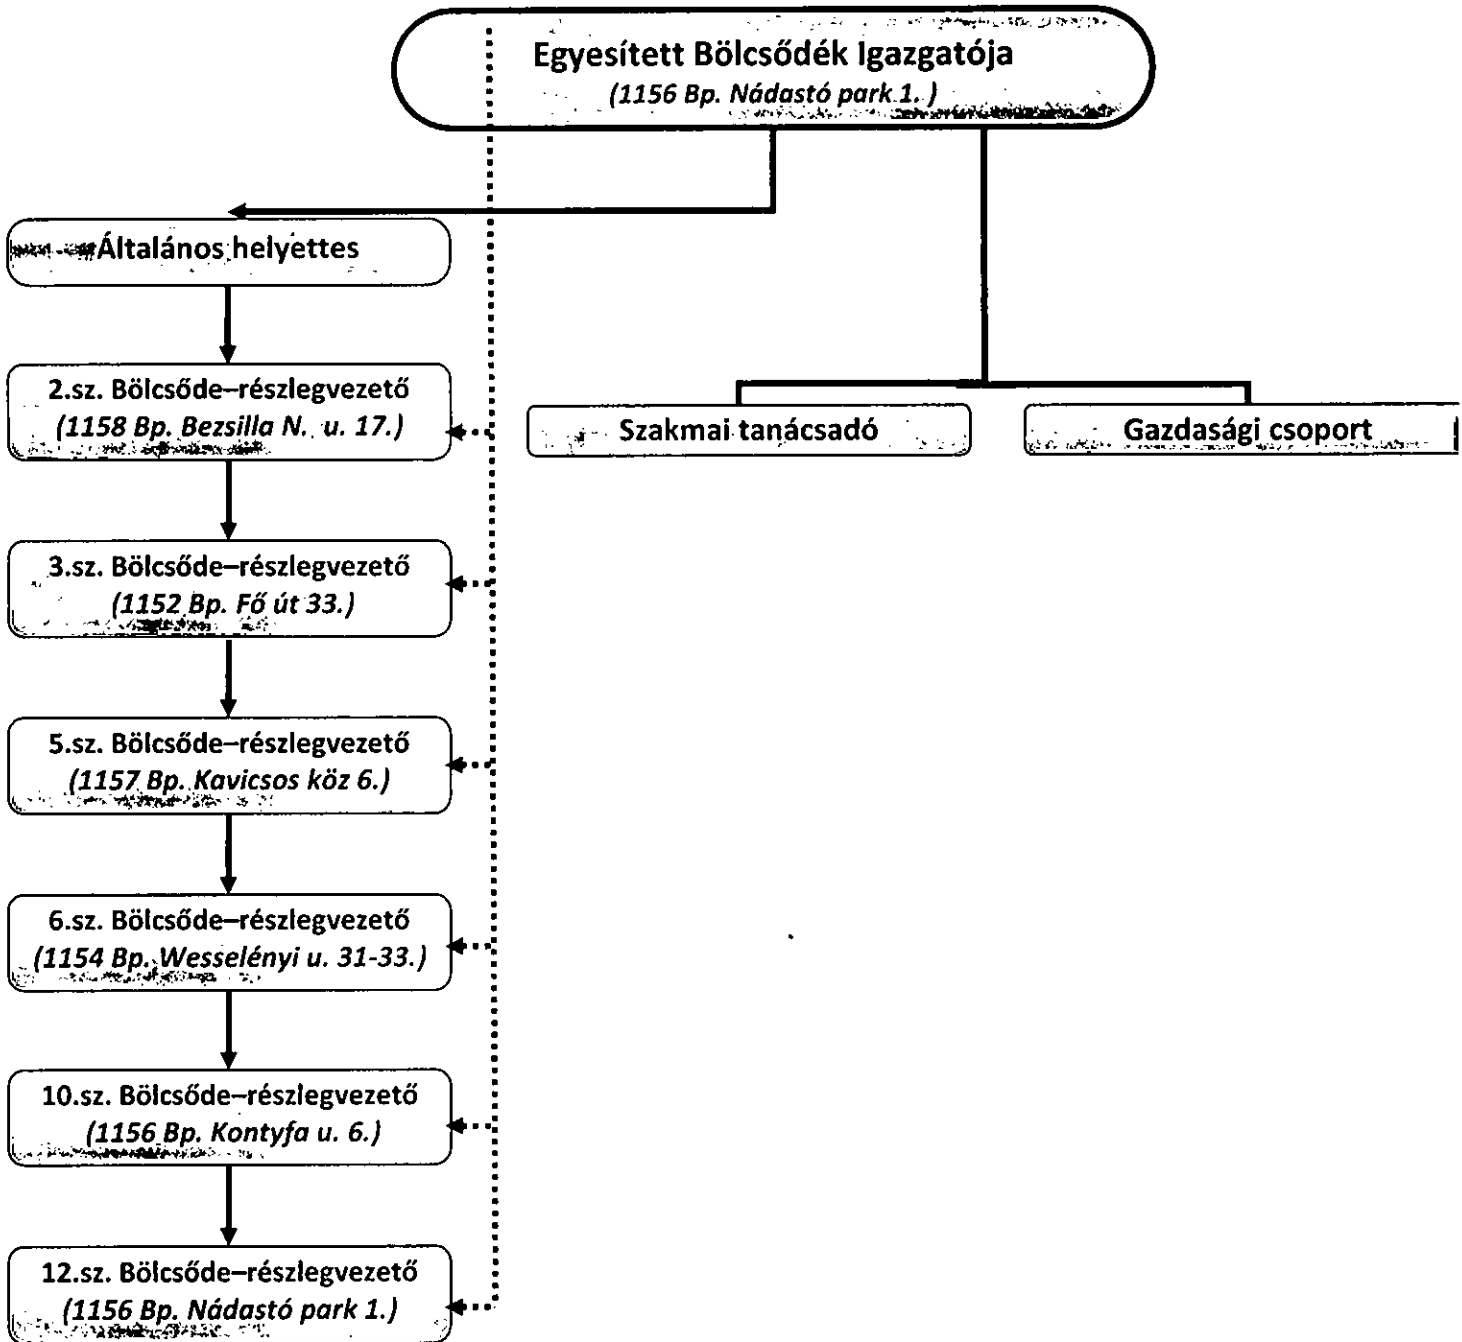 Egyesített Bölcsődék Igazgatója
(1156 Bp. Nádastó park 1.)
Általános helyettes
2.sz. Bölcsőde–részlegvezető
(1158 Bp. Bezsilla N. u. 17.)
Szakmai tanácsadó
Gazdasági csoport
3.sz. Bölcsőde–részlegvezető
(1152 Bp. Fő út 33.)
5.sz. Bölcsőde–részlegvezető
(1157 Bp. Kavicsos köz 6.)
6.sz. Bölcsőde–részlegvezető
(1154 Bp. Wesselényi u. 31-33.)
10.sz. Bölcsőde–részlegvezető
(1156 Bp. Kontyfa u. 6.)
12.sz. Bölcsőde–részlegvezető
(1156 Bp. Nádastó park 1.)